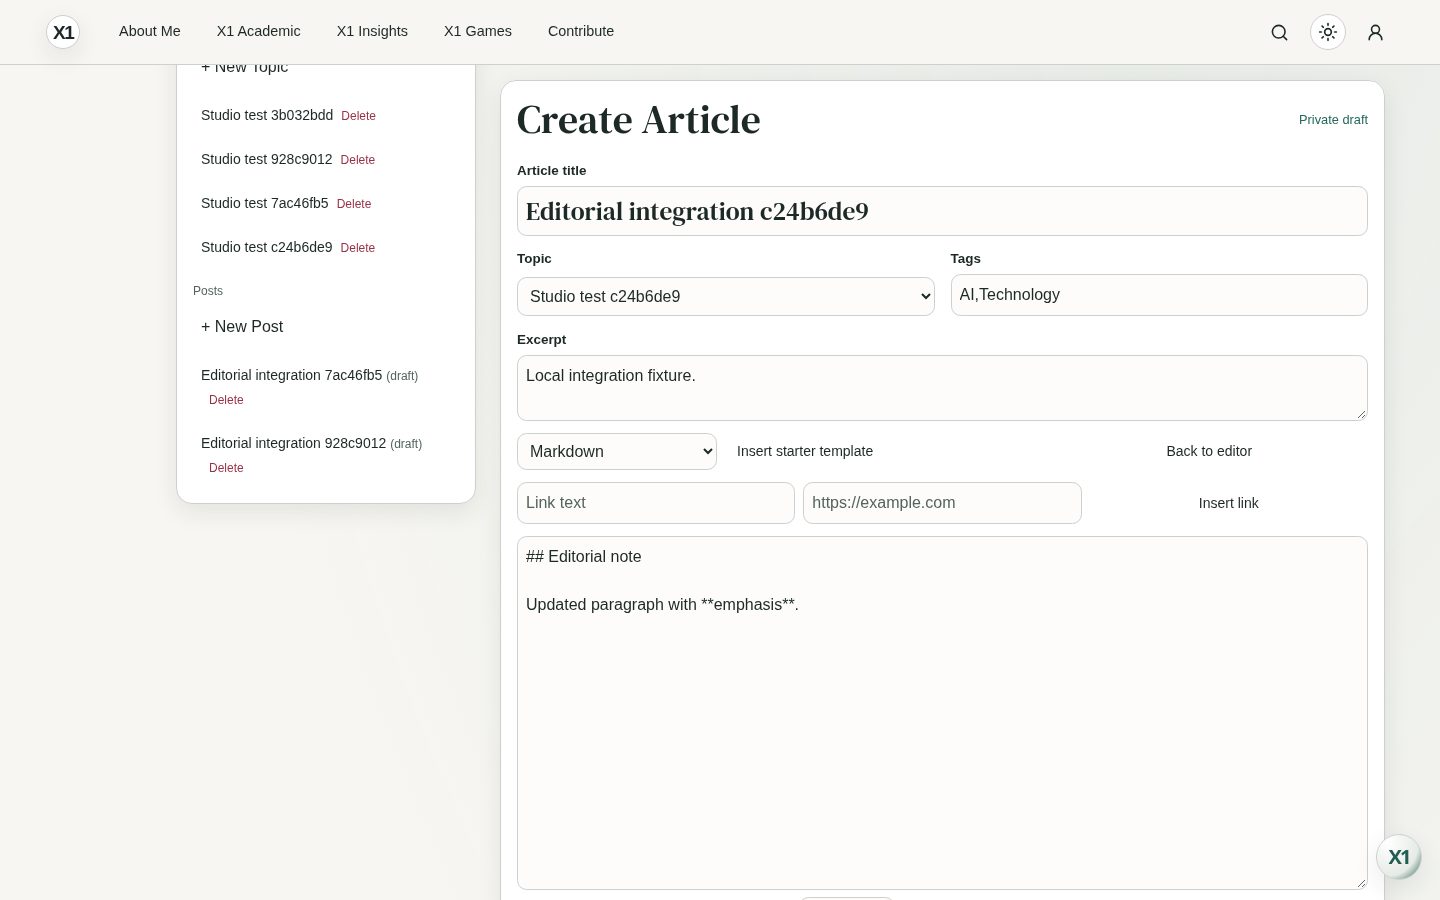 X1 About Me X1 Academic X1 Insights X1 Games Contribute
+ New Topic
Studio test 3b032bdd Delete
Studio test 928c9012 Delete
Studio test 7ac46fb5 Delete
Studio test c24b6de9 Delete
Posts
+ New Post
Editorial integration 7ac46fb5 (draft)
Delete
Editorial integration 928c9012 (draft)
Delete
Create Article
Private draft
Article title
Editorial integration c24b6de9
Topic Tags
Studio test c24b6de9 AI,Technology
Excerpt
Local integration fixture.
Markdown Insert starter template Back to editor
Link text https://example.com Insert link
## Editorial note
Updated paragraph with **emphasis**.
X1